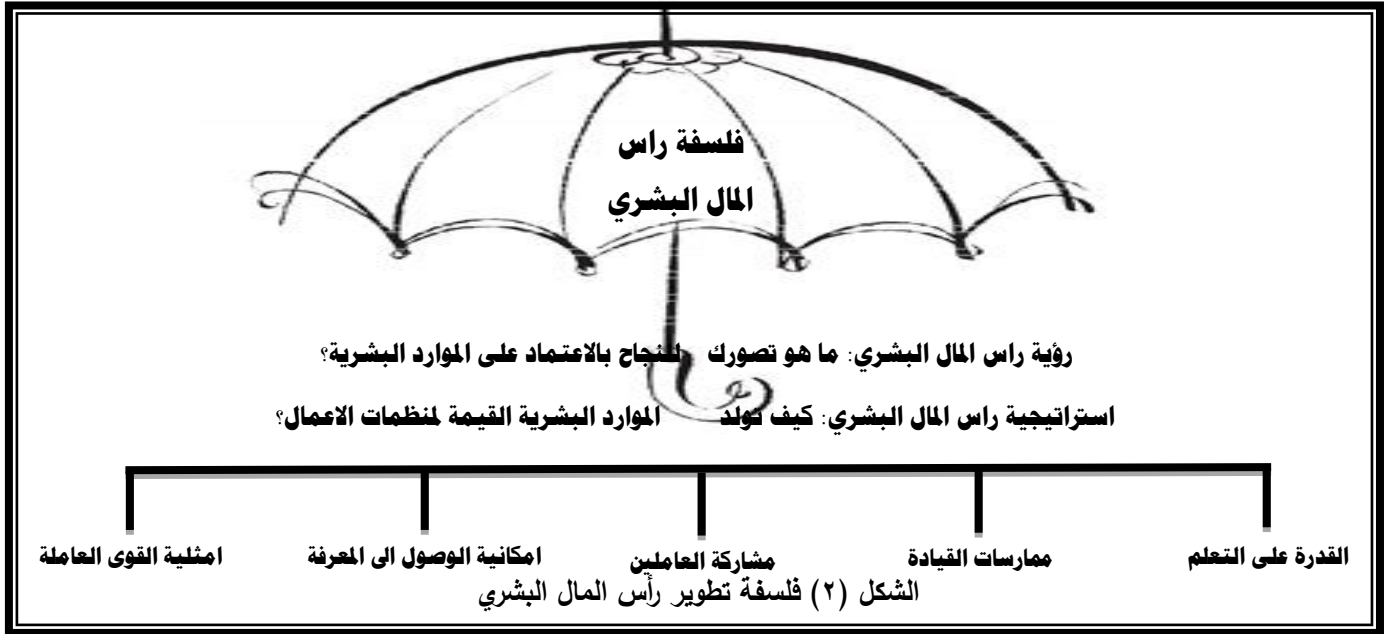 فلسفة راس
المال البشري
رؤية راس المال البشري: ما هو تصورك للنجاح بالاعتماد على الموارد البشرية؟
استراتيجية راس المال البشري: كيف تولد الموارد البشرية القيمة لمنظمات الاعمال؟
القدرة على التعلم ممارسات القيادة مشاركة العاملين امكانية الوصول الى المعرفة امثلية القوى العاملة
الشكل (٢) فلسفة تطوير رأس المال البشري